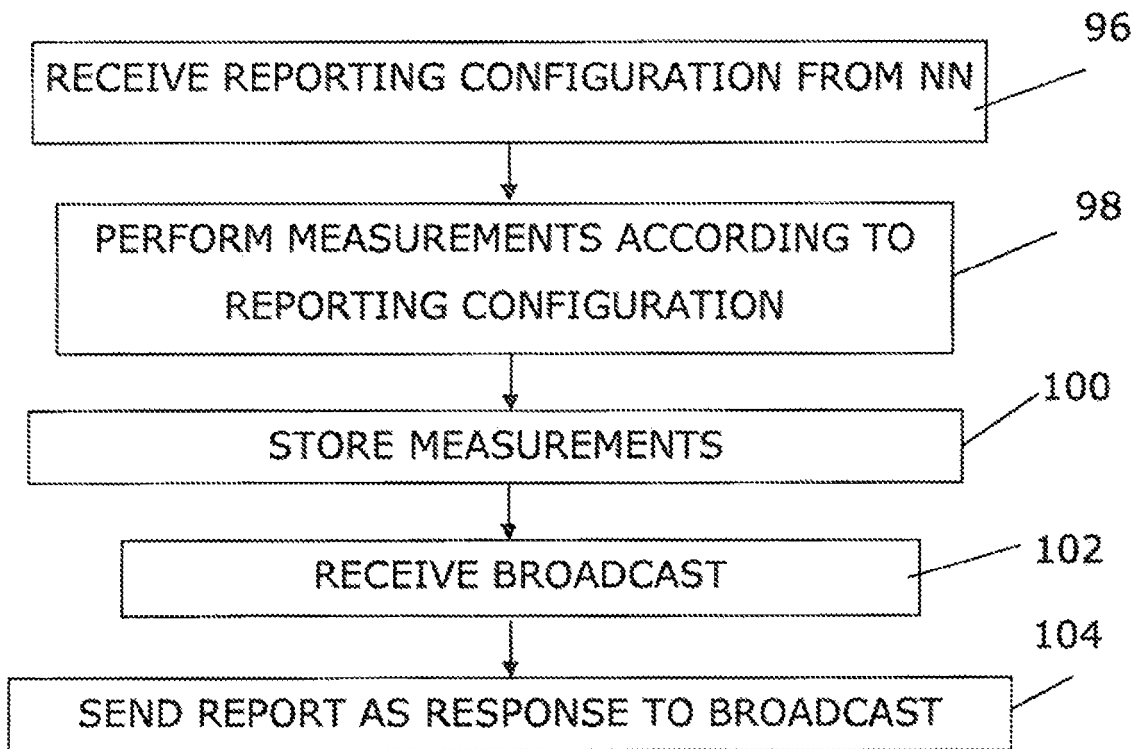 96
RECEIVE REPORTING CONFIGURATION FROM NN
98
PERFORM MEASUREMENTS ACCORDING TO
REPORTING CONFIGURATION
100
STORE MEASUREMENTS
102
RECEIVE BROADCAST
104
SEND REPORT AS RESPONSE TO BROADCAST